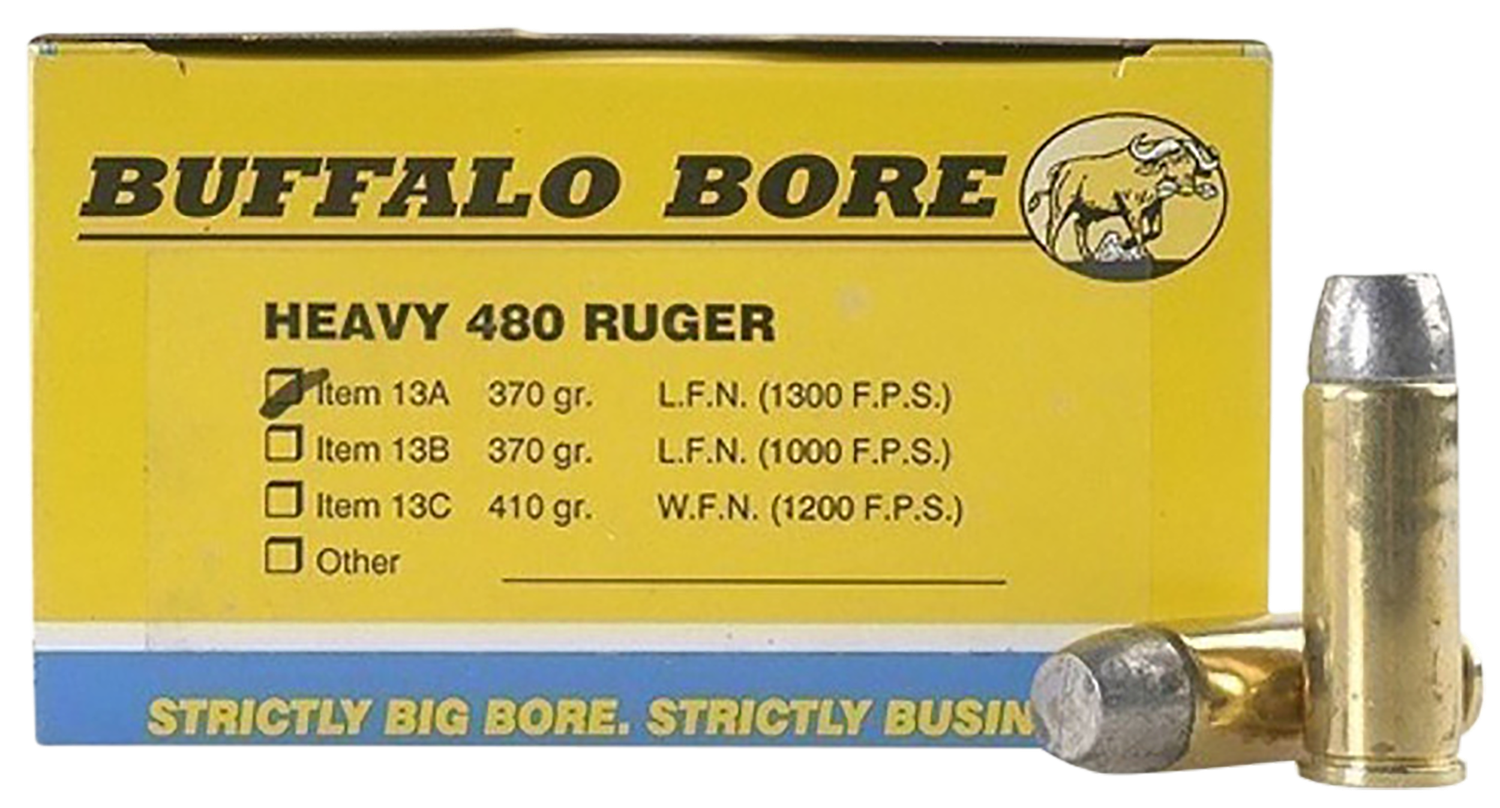 BUFFALO BORE
HEAVY 480 RUGER
Item 13A 370 gr. L.F.N. (1300 F.P.S.)
Item 13B 370 gr. L.F.N. (1000 F.P.S.)
Item 13C 410 gr. W.F.N. (1200 F.P.S.)
Other
STRICTLY BIG BORE. STRICTLY BUSIN